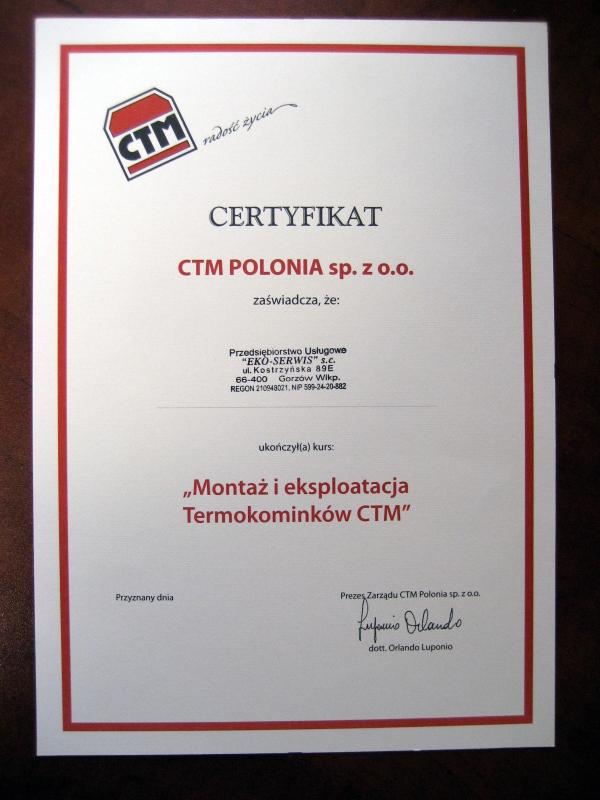 CTM
radość życia
CERTYFIKAT
CTM POLONIA sp. z o.o.
zaświadcza, że:
Przedsiębiorstwo Usługowe
"EKO-SERWIS" s.c.
ul. Kostrzyńska 89E
66-400 Gorzów Wlkp.
REGON 210948021, NIP 599-24-20-882
ukończył(a) kurs:
„Montaż i eksploatacja
Termokominków CTM”
Przyznany dnia
Prezes Zarządu CTM Polonia sp. z o.o.
Luponio Orlando
dott. Orlando Luponio